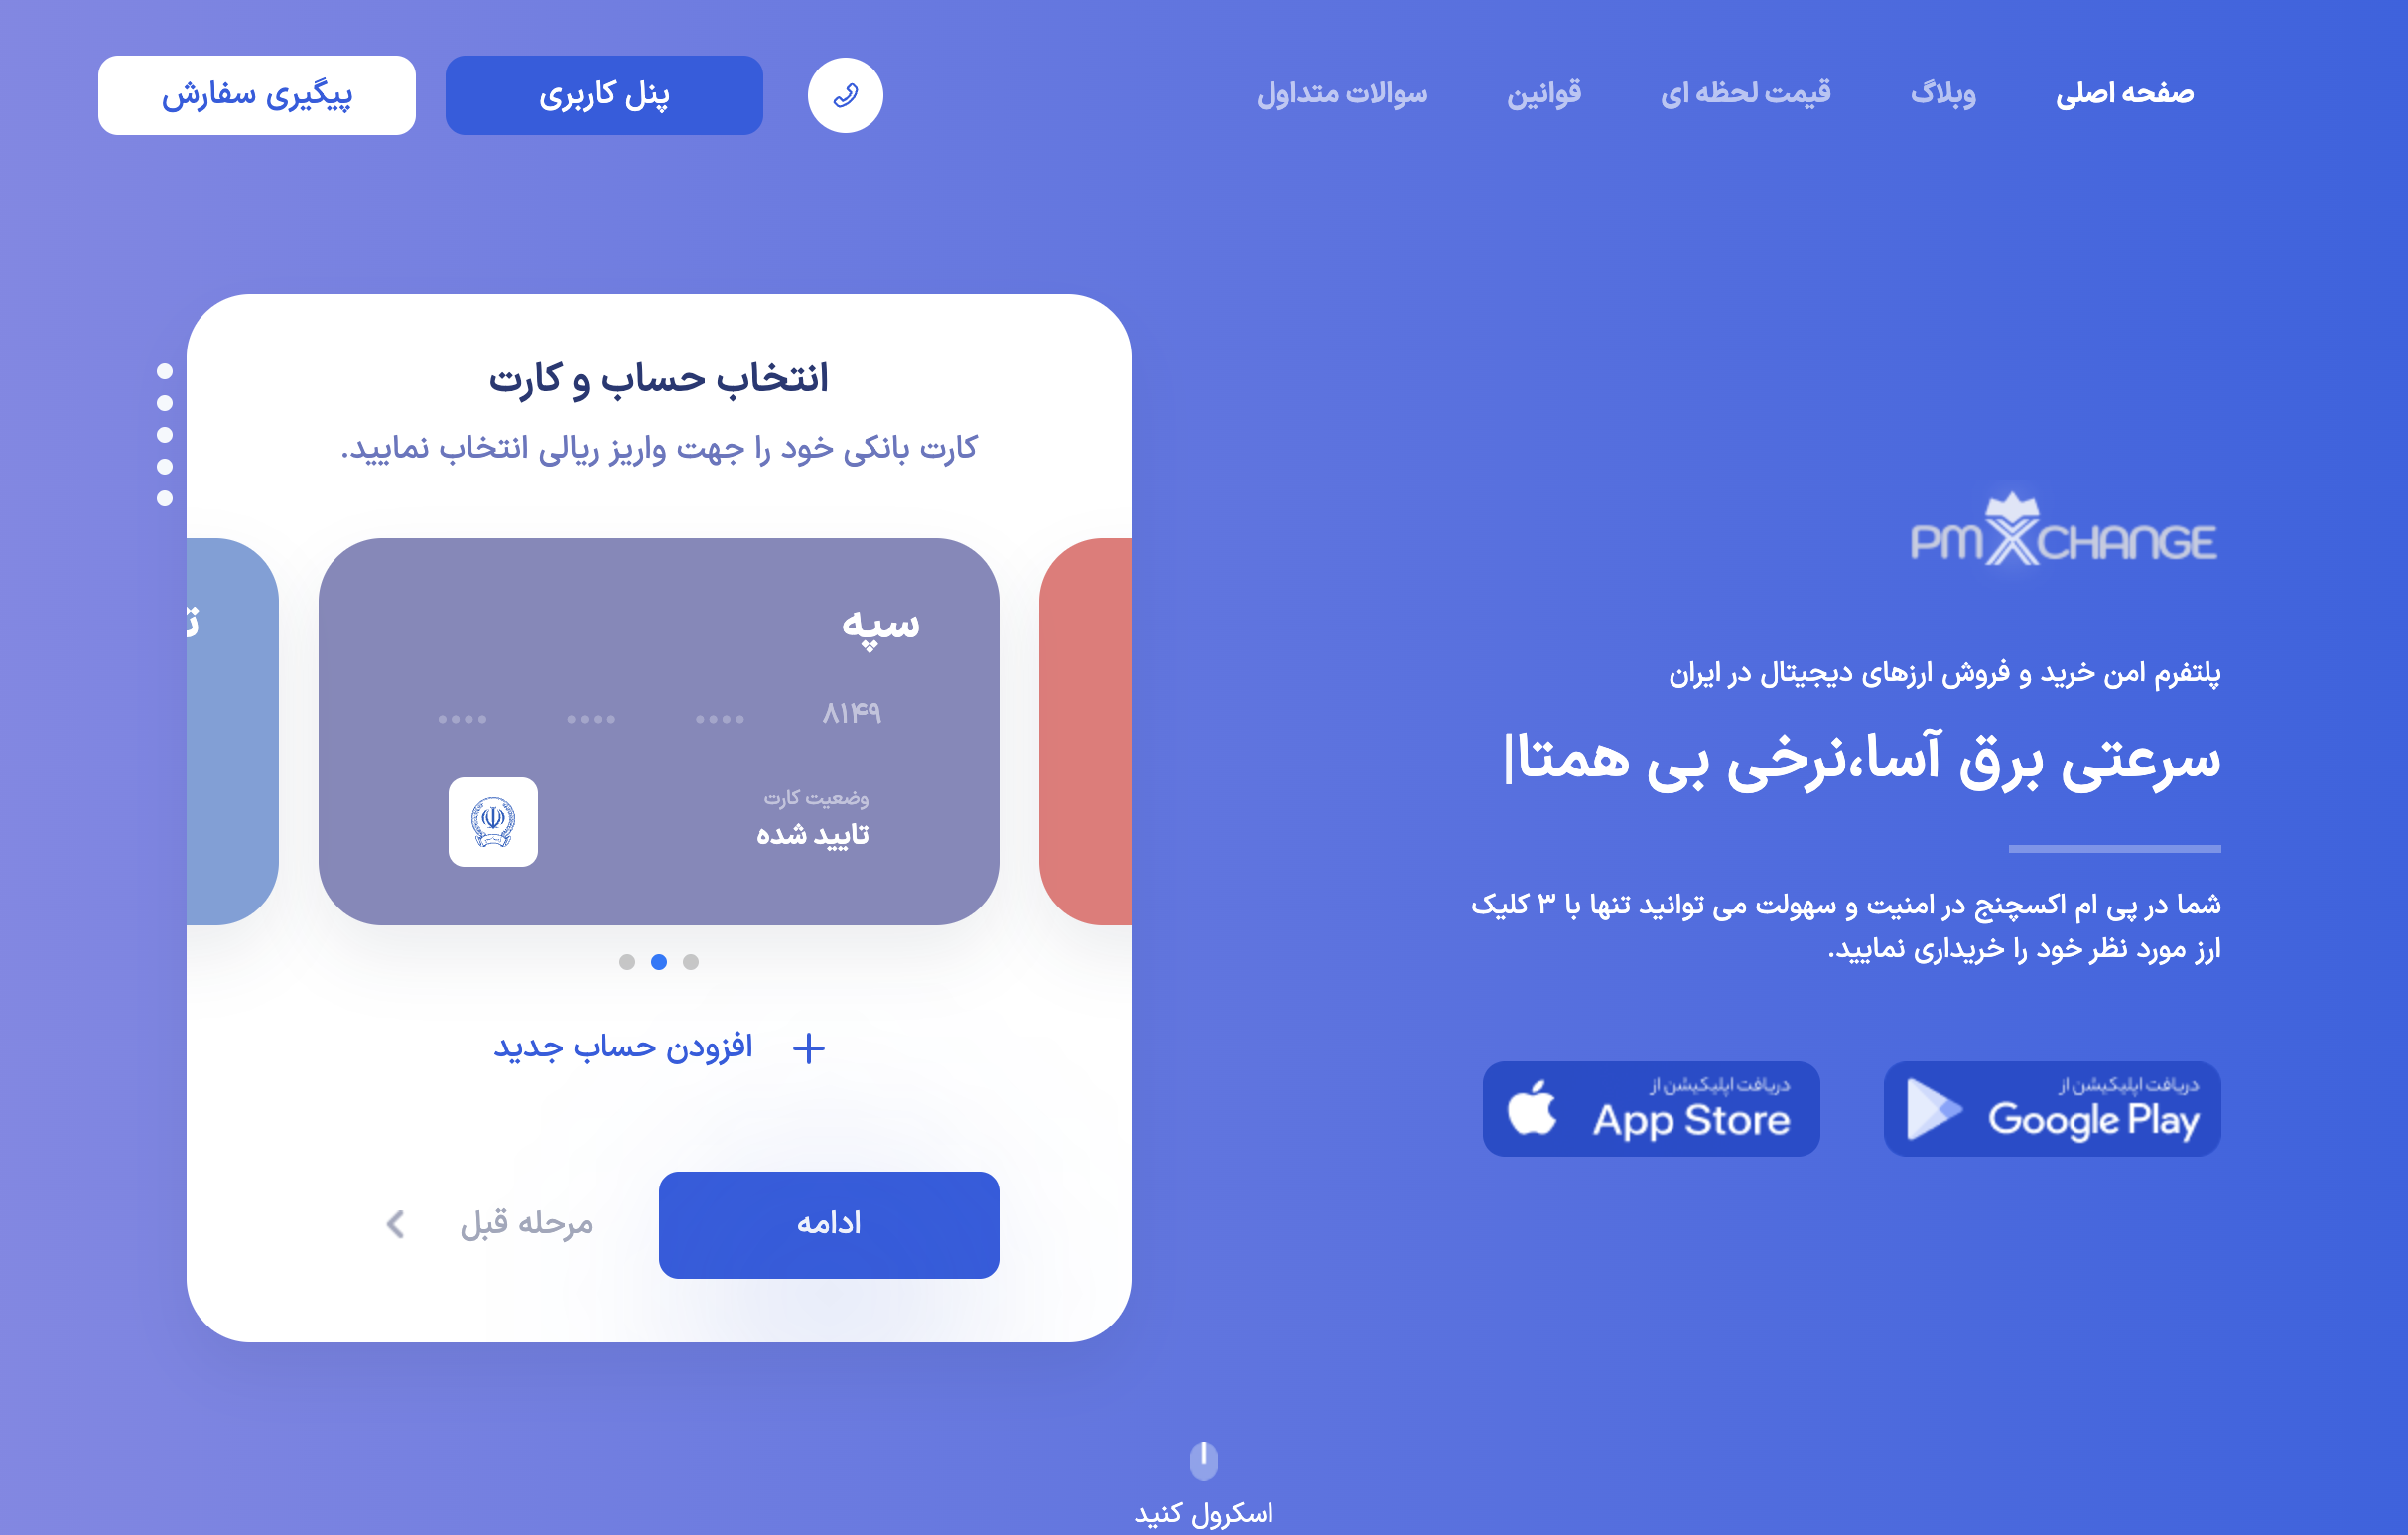 صفحه اصلی
وبلاگ
قیمت لحظه ای
قوانین
سوالات متداول
پنل کاربری
پیگیری سفارش
PMXCHANGE
پلتفرم امن خرید و فروش ارزهای دیجیتال در ایران
سرعتی برق آسا،نرخی بی همتا|
شما در پی ام اکسچنج در امنیت و سهولت می توانید تنها با ۳ کلیک
ارز مورد نظر خود را خریداری نمایید.
دریافت اپلیکیشن از
Google Play
دریافت اپلیکیشن از
App Store
انتخاب حساب و کارت
کارت بانکی خود را جهت واریز ریالی انتخاب نمایید.
سپه
۸۱۴۹ •••• •••• ••••
وضعیت کارت
تایید شده
افزودن حساب جدید
ادامه
مرحله قبل
اسکرول کنید